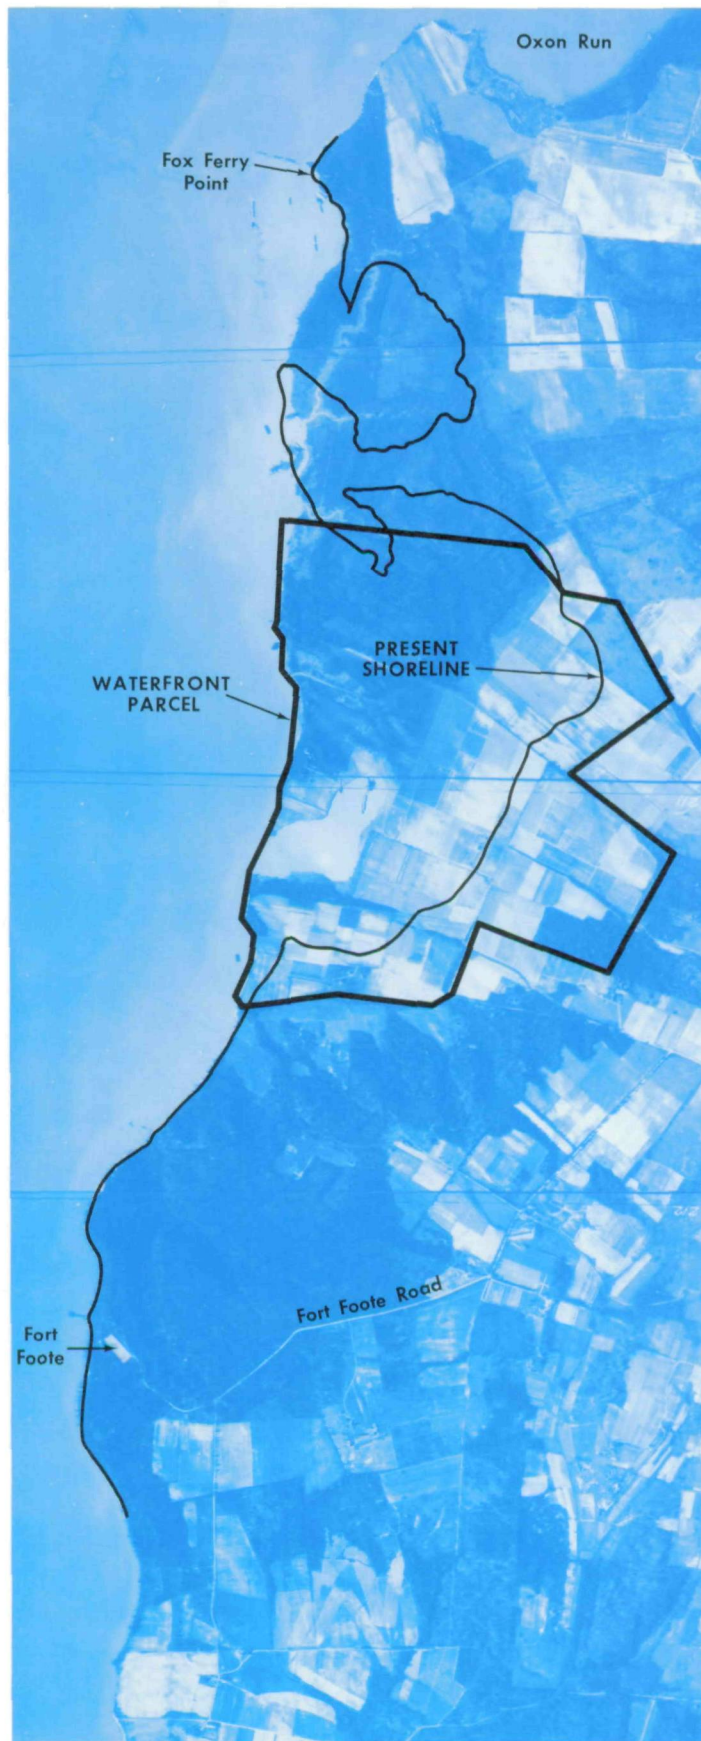 Oxon Run
Fox Ferry
Point
PRESENT
SHORELINE
WATERFRONT
PARCEL
Fort Foote Road
Fort
Foote